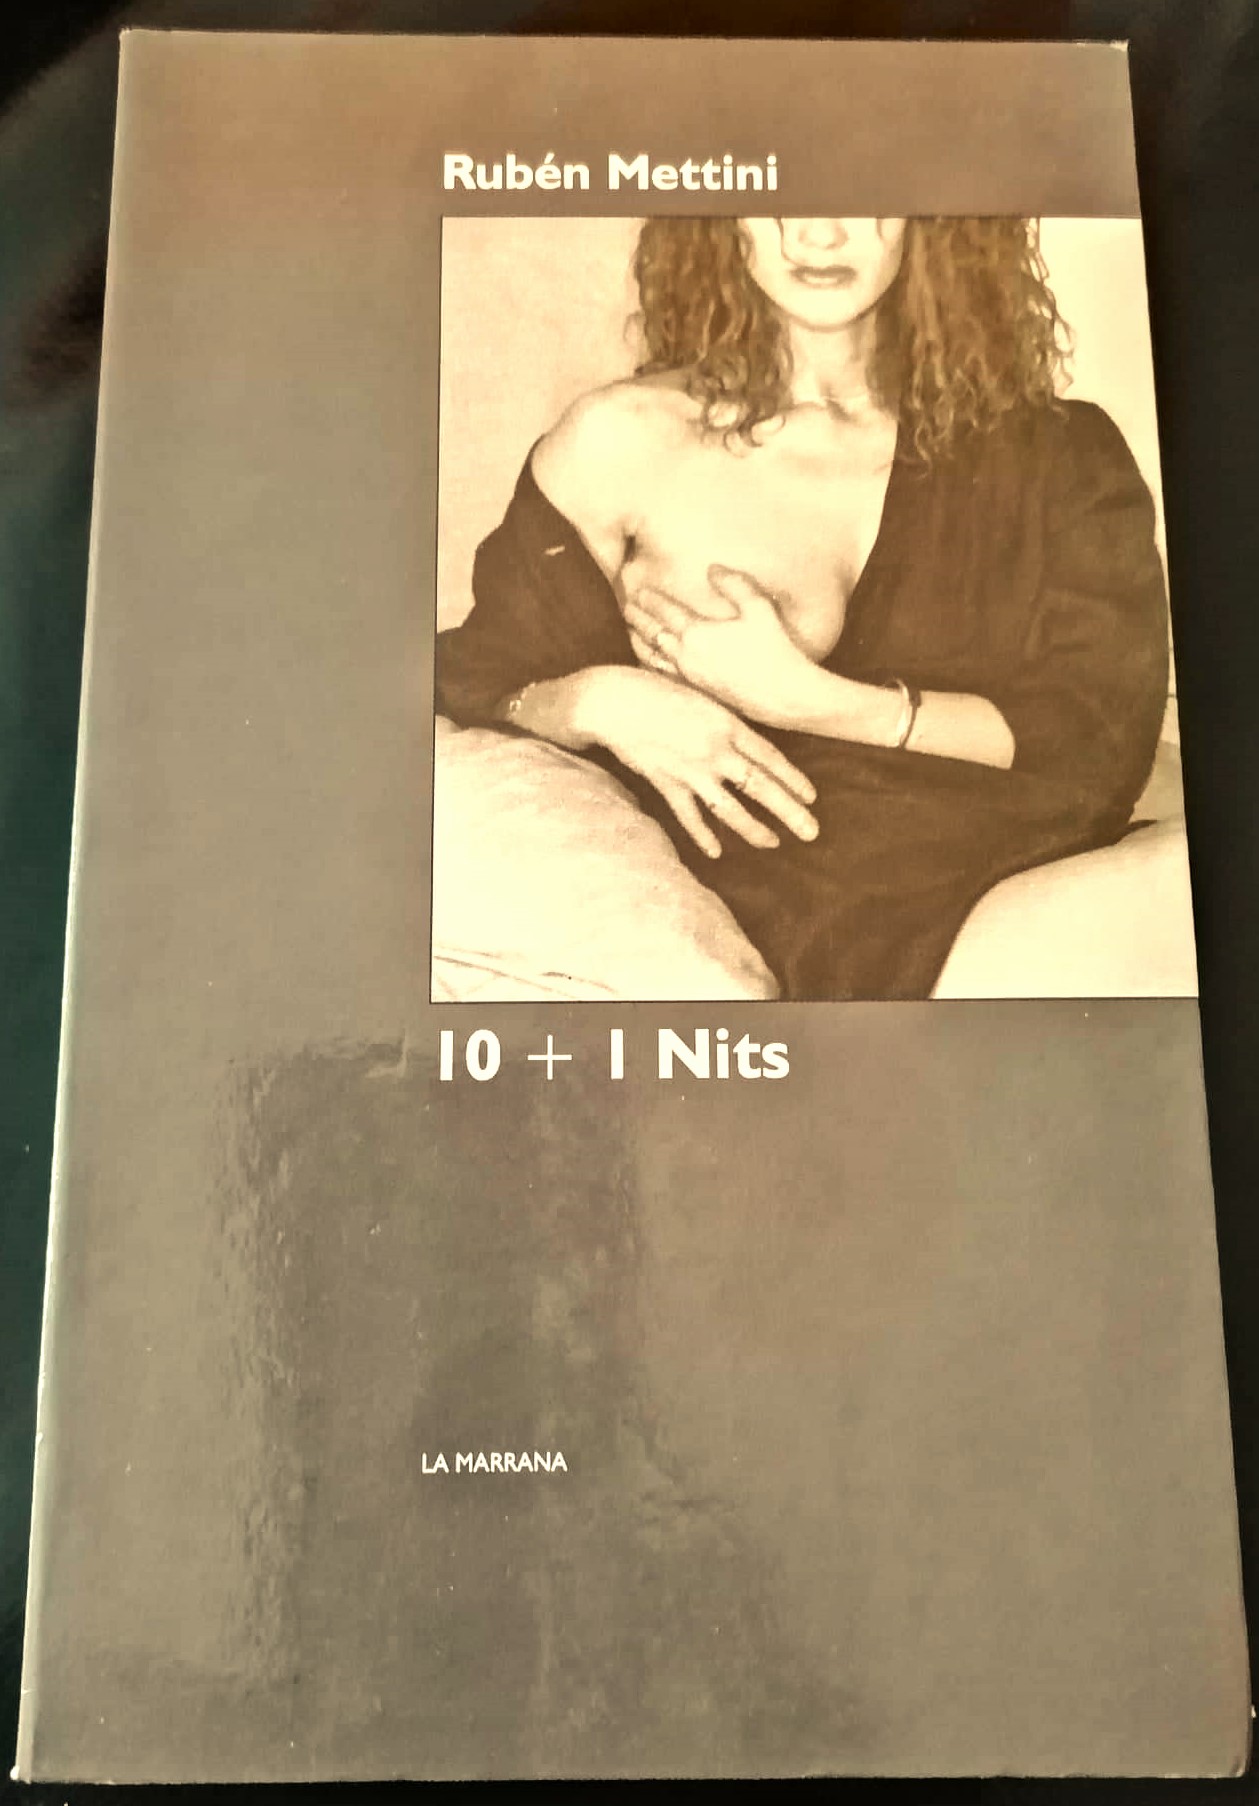 Rubén Mettini
10 + 1 Nits
LA MARRANA